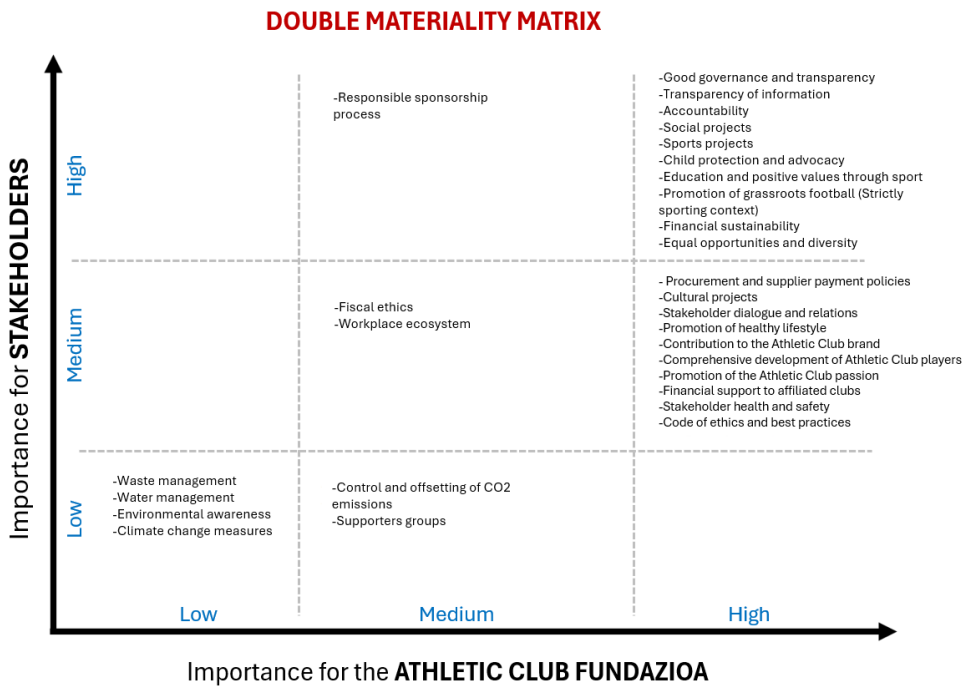 DOUBLE MATERIALITY MATRIX
Importance for STAKEHOLDERS
High
-Responsible sponsorship
process
-Good governance and transparency
-Transparency of information
-Accountability
-Social projects
-Sports projects
-Child protection and advocacy
-Education and positive values through sport
-Promotion of grassroots football (Strictly
sporting context)
-Financial sustainability
-Equal opportunities and diversity
Medium
-Fiscal ethics
-Workplace ecosystem
- Procurement and supplier payment policies
-Cultural projects
-Stakeholder dialogue and relations
-Promotion of healthy lifestyle
-Contribution to the Athletic Club brand
-Comprehensive development of Athletic Club players
-Promotion of the Athletic Club passion
-Financial support to affiliated clubs
-Stakeholder health and safety
-Code of ethics and best practices
Low
-Waste management
-Water management
-Environmental awareness
-Climate change measures
-Control and offsetting of CO2
emissions
-Supporters groups
Low
Medium
High
Importance for the ATHLETIC CLUB FUNDAZIOA